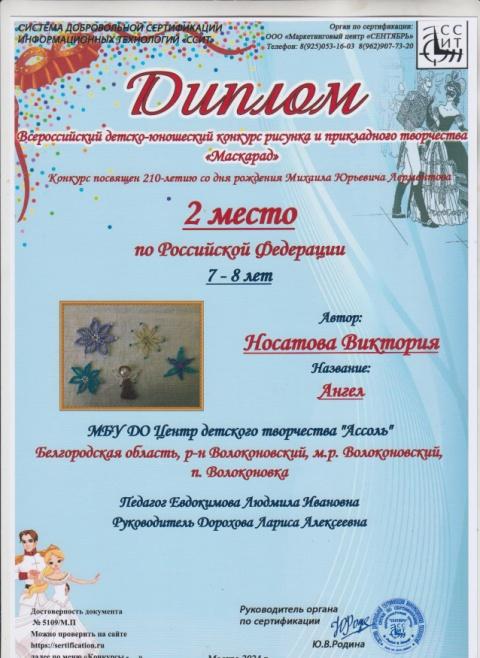 СИСТЕМА ДОБРОВОЛЬНОЙ СЕРТИФИКАЦИИ
ИНФОРМАЦИОННЫХ ТЕХНОЛОГИЙ «ССИТ»
Орган по сертификации:
ООО «Маркетинговый центр «СЕНТЯБРЬ»
Телефон: 8(925)053-16-03 8(962)907-73-20
АСС
ИТ
Диплом
Всероссийский детско-юношеский конкурс рисунка и прикладного творчества
«Маскарад»
Конкурс посвящен 210-летию со дня рождения Михаила Юрьевича Лермонтова
2 место
по Российской Федерации
7 - 8 лет
Автор:
Носатова Виктория
Название:
Ангел
МБУ ДО Центр детского творчества "Ассоль"
Белгородская область, р-н Волоконовский, м.р. Волоконовский,
п. Волоконовка
Педагог Евдокимова Людмила Ивановна
Руководитель Дорохова Лариса Алексеевна
Достоверность документа
№ 5109/М.П
Можно проверить на сайте
https://sertification.ru
далее по меню «Конкурсы
Руководитель органа
по сертификации
Ю.В.Родина
Москва 2024 г.